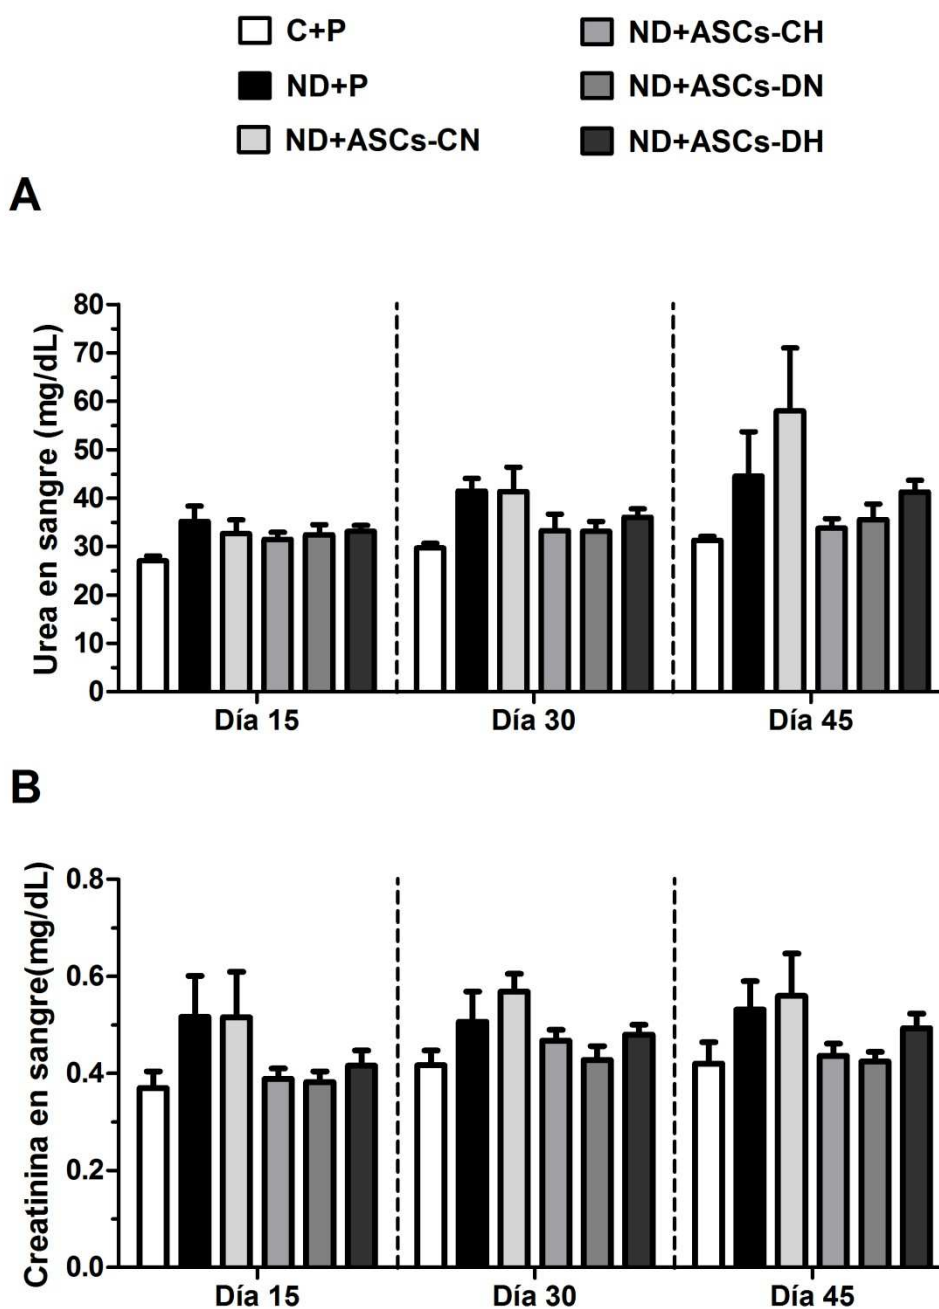 C+P
ND+P
ND+ASCs-CN
ND+ASCs-CH
ND+ASCs-DN
ND+ASCs-DH
A
Urea en sangre (mg/dL)
80
70
60
50
40
30
20
10
0
Día 15
Día 30
Día 45
B
Creatinina en sangre(mg/dL)
0.8
0.6
0.4
0.2
0.0
Día 15
Día 30
Día 45